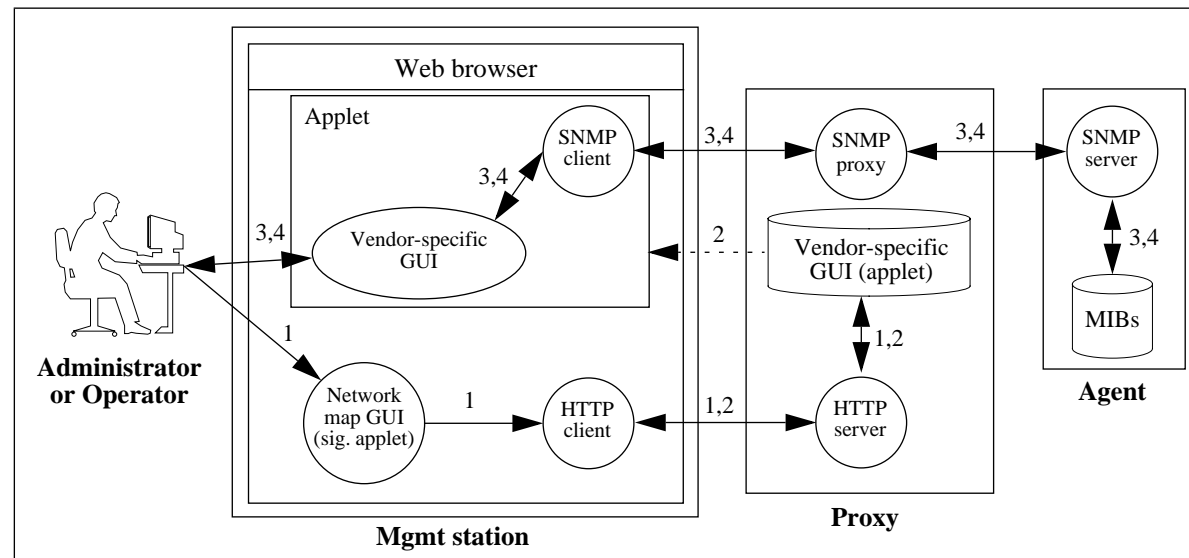 Web browser
Applet
SNMP
client
3,4
SNMP
proxy
3,4
SNMP
server
3,4
3,4
Vendor-specific
GUI
2
Vendor-specific
GUI (applet)
3,4
MIBs
1
1,2
Administrator
or Operator
Network
map GUI
(sig. applet)
1
HTTP
client
1,2
HTTP
server
Agent
Mgmt station
Proxy